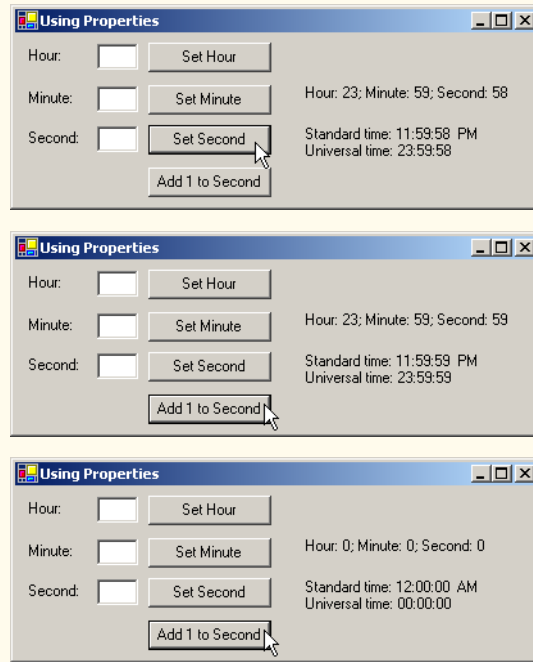 Using Properties
Hour: Set Hour
Minute: Set Minute Hour: 23; Minute: 59; Second: 58
Second: Set Second Standard time: 11:59:58 PM
Universal time: 23:59:58
Add 1 to Second
Using Properties
Hour: Set Hour
Minute: Set Minute Hour: 23; Minute: 59; Second: 59
Second: Set Second Standard time: 11:59:59 PM
Universal time: 23:59:59
Add 1 to Second
Using Properties
Hour: Set Hour
Minute: Set Minute Hour: 0; Minute: 0; Second: 0
Second: Set Second Standard time: 12:00:00 AM
Universal time: 00:00:00
Add 1 to Second